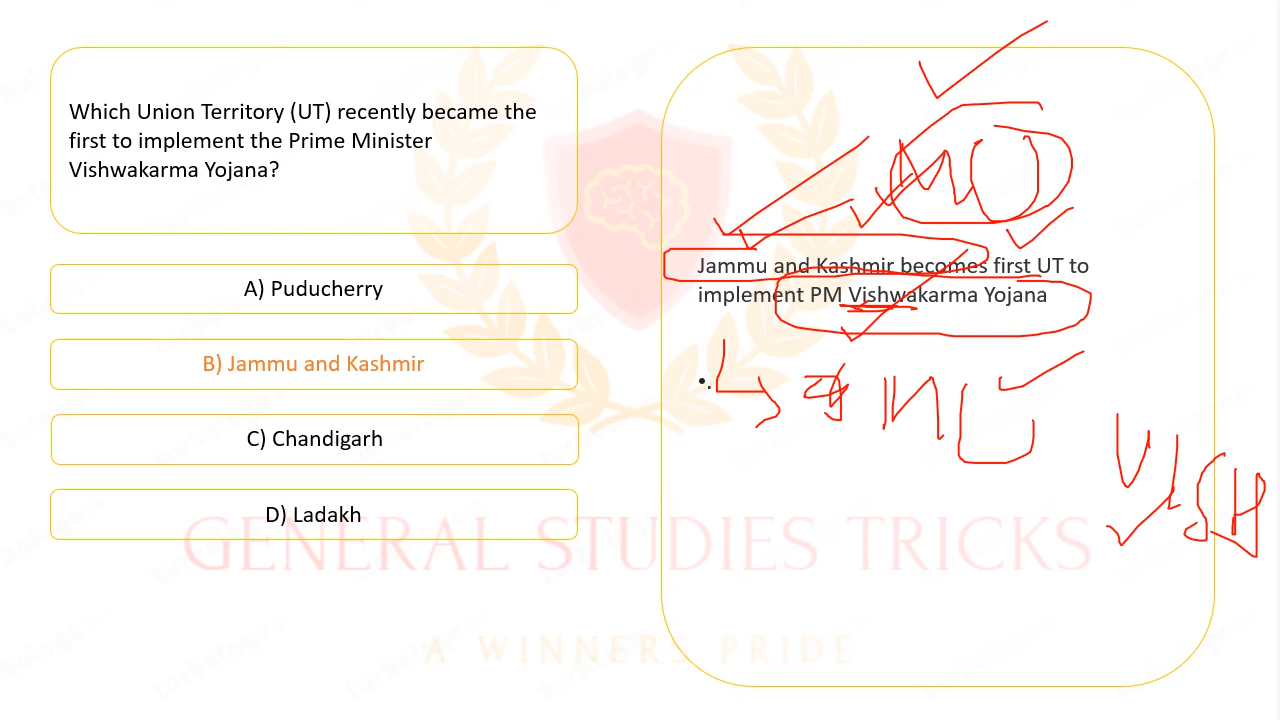 Which Union Territory (UT) recently became the
first to implement the Prime Minister
Vishwakarma Yojana?
A) Puducherry
B) Jammu and Kashmir
C) Chandigarh
D) Ladakh
Jammu and Kashmir becomes first UT to
implement PM Vishwakarma Yojana
•.
VISH
GENERAL STUDIES TRICKS
A WINNERS PRIDE